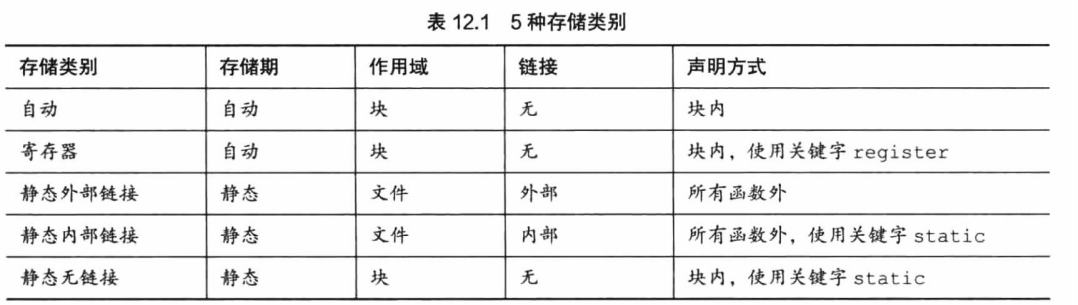 表 12.1 5 种存储类别
存储类别 存储期 作用域 链接 声明方式
自动 自动 块 无 块内
寄存器 自动 块 无 块内，使用关键字 register
静态外部链接 静态 文件 外部 所有函数外
静态内部链接 静态 文件 内部 所有函数外，使用关键字 static
静态无链接 静态 块 无 块内，使用关键字 static